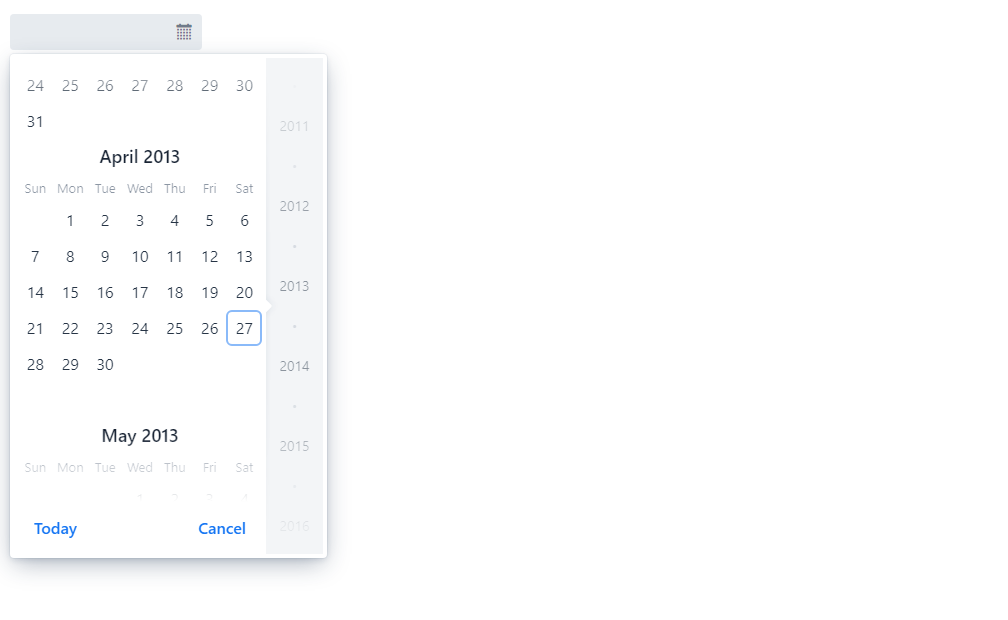 24 25 26 27 28 29 30
31
April 2013
Sun Mon Tue Wed Thu Fri Sat
1 2 3 4 5 6
7 8 9 10 11 12 13
14 15 16 17 18 19 20
21 22 23 24 25 26 27
28 29 30
May 2013
Sun Mon Tue Wed Thu Fri Sat
1 2 3 4
Today Cancel
2011
2012
2013
2014
2015
2016